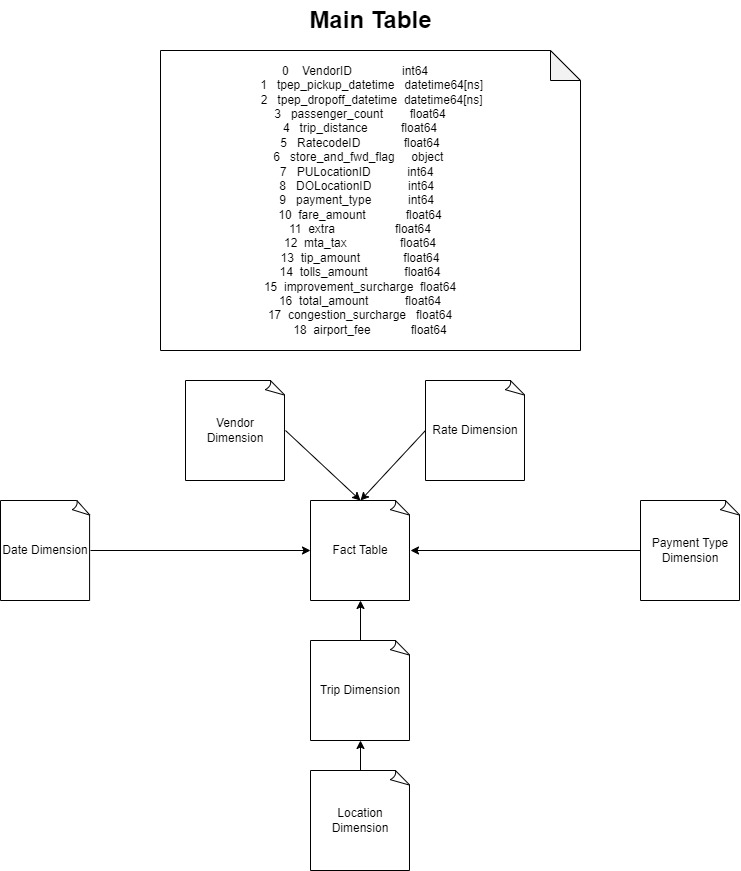 Main Table
0 VendorID int64
1 tpep_pickup_datetime datetime64[ns]
2 tpep_dropoff_datetime datetime64[ns]
3 passenger_count float64
4 trip_distance float64
5 RatecodeID float64
6 store_and_fwd_flag object
7 PULocationID int64
8 DOLocationID int64
9 payment_type int64
10 fare_amount float64
11 extra float64
12 mta_tax float64
13 tip_amount float64
14 tolls_amount float64
15 improvement_surcharge float64
16 total_amount float64
17 congestion_surcharge float64
18 airport_fee float64
Vendor
Dimension
Rate Dimension
Date Dimension
Fact Table
Payment Type
Dimension
Trip Dimension
Location
Dimension